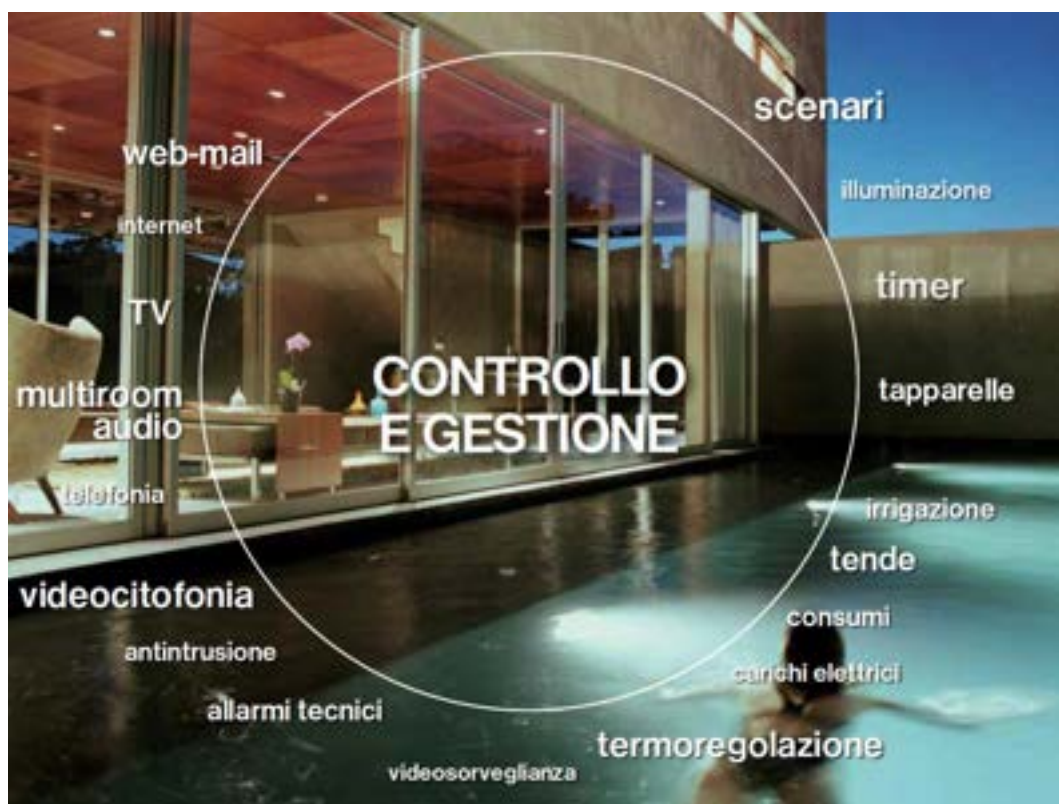 scenari
web-mail
illuminazione
internet
timer
TV
CONTROLLO
E GESTIONE
multiroom
audio
tapparelle
telefonia
irrigazione
tende
videocitofonia
consumi
antintrusione
carichi elettrici
allarmi tecnici
termoregolazione
videosorveglianza